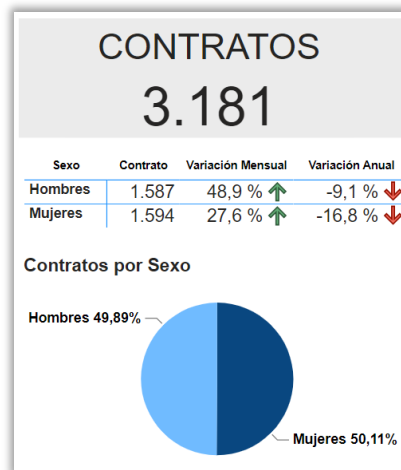 CONTRATOS
3.181
Sexo Contrato Variación Mensual Variación Anual
Hombres 1.587 48,9 % -9,1 %
Mujeres 1.594 27,6 % -16,8 %
Contratos por Sexo
Hombres 49,89%
Mujeres 50,11%